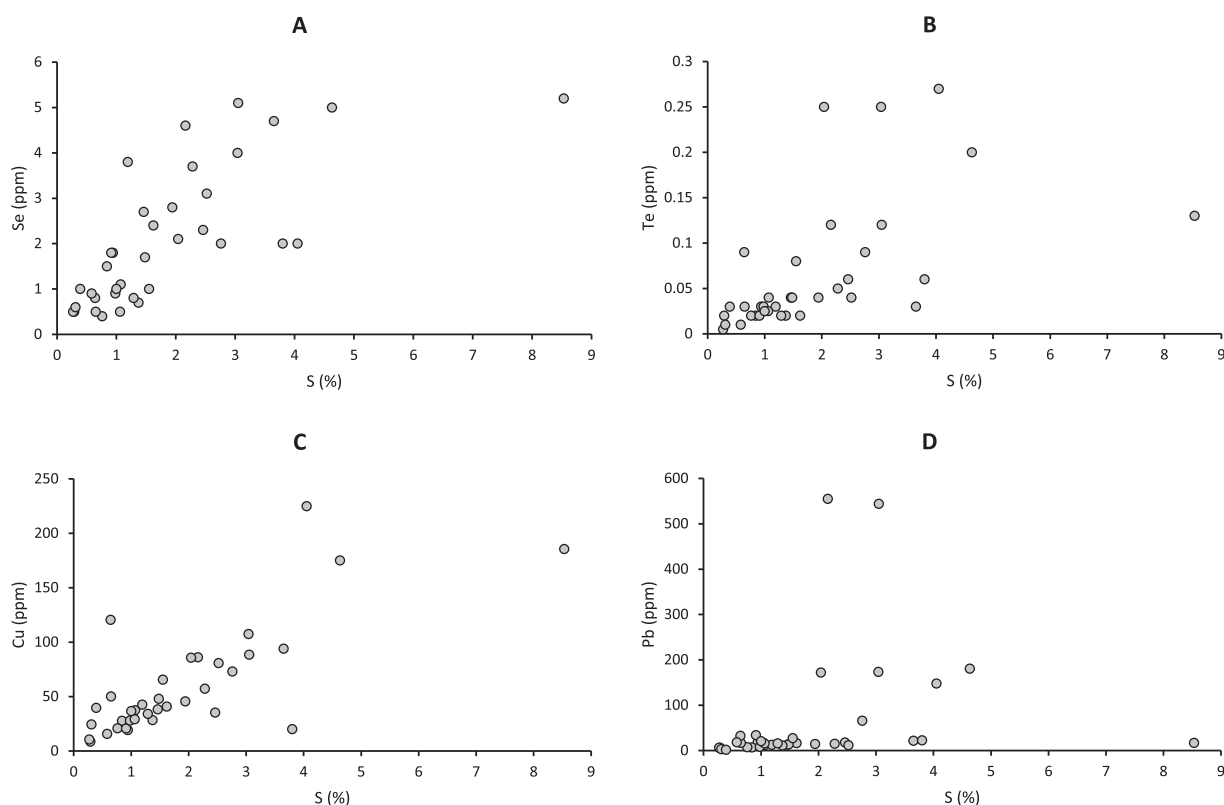 A
6
5
4
3
2
1
0
Se (ppm)
0 1 2 3 4 5 6 7 8 9
S (%)
B
0.3
0.25
0.2
0.15
0.1
0.05
0
Te (ppm)
0 1 2 3 4 5 6 7 8 9
S (%)
C
250
200
150
100
50
0
Cu (ppm)
0 1 2 3 4 5 6 7 8 9
S (%)
D
600
500
400
300
200
100
0
Pb (ppm)
0 1 2 3 4 5 6 7 8 9
S (%)